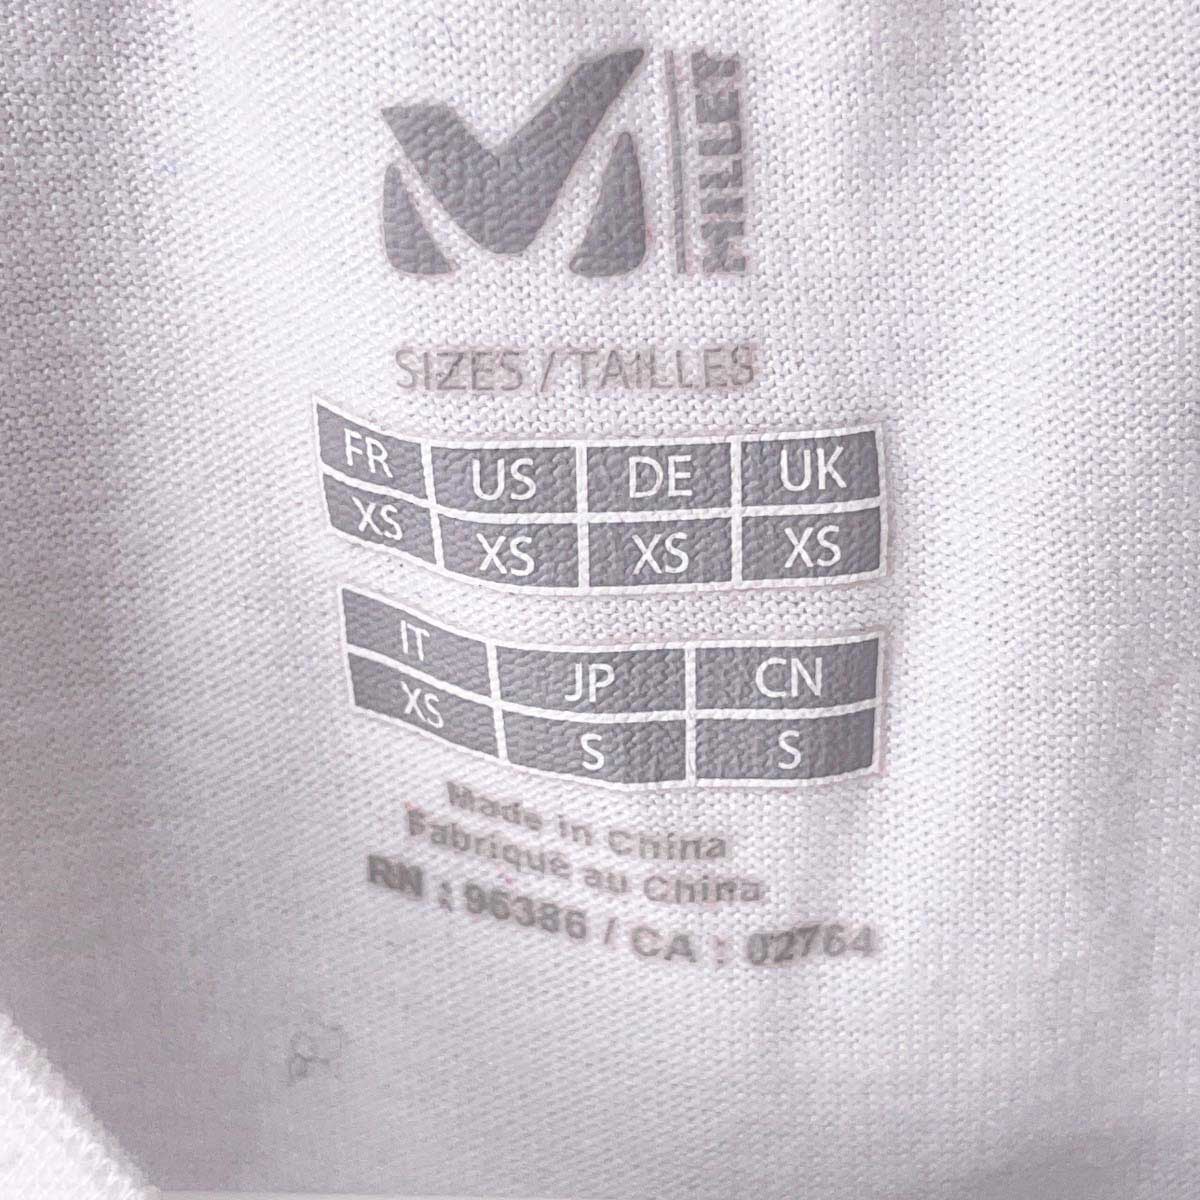 MILLET
SIZES / TAILLES
FR US DE UK
XS XS XS XS
IT JP CN
XS S S
Made in China
Fabriqué au China
RN : 96386 / CA : 02764